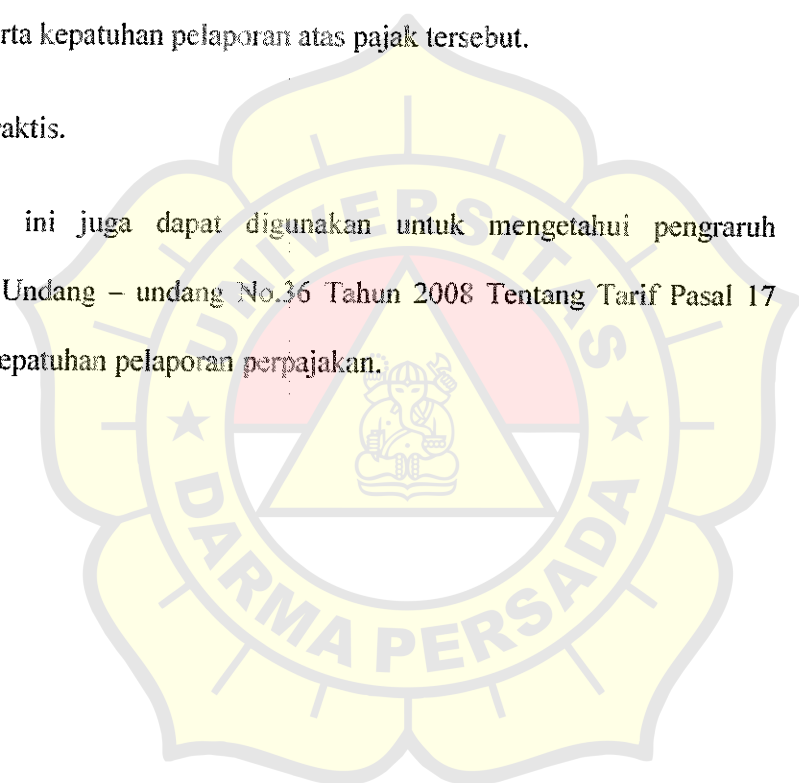 rta kepatuhan pelaporan atas pajak tersebut.
raktis.
ini juga dapat digunakan untuk mengetahui pengraruh
Undang – undang No.36 Tahun 2008 Tentang Tarif Pasal 17
epatuhan pelaporan perpajakan.
UNIVERSITAS
DARMA PERSADA